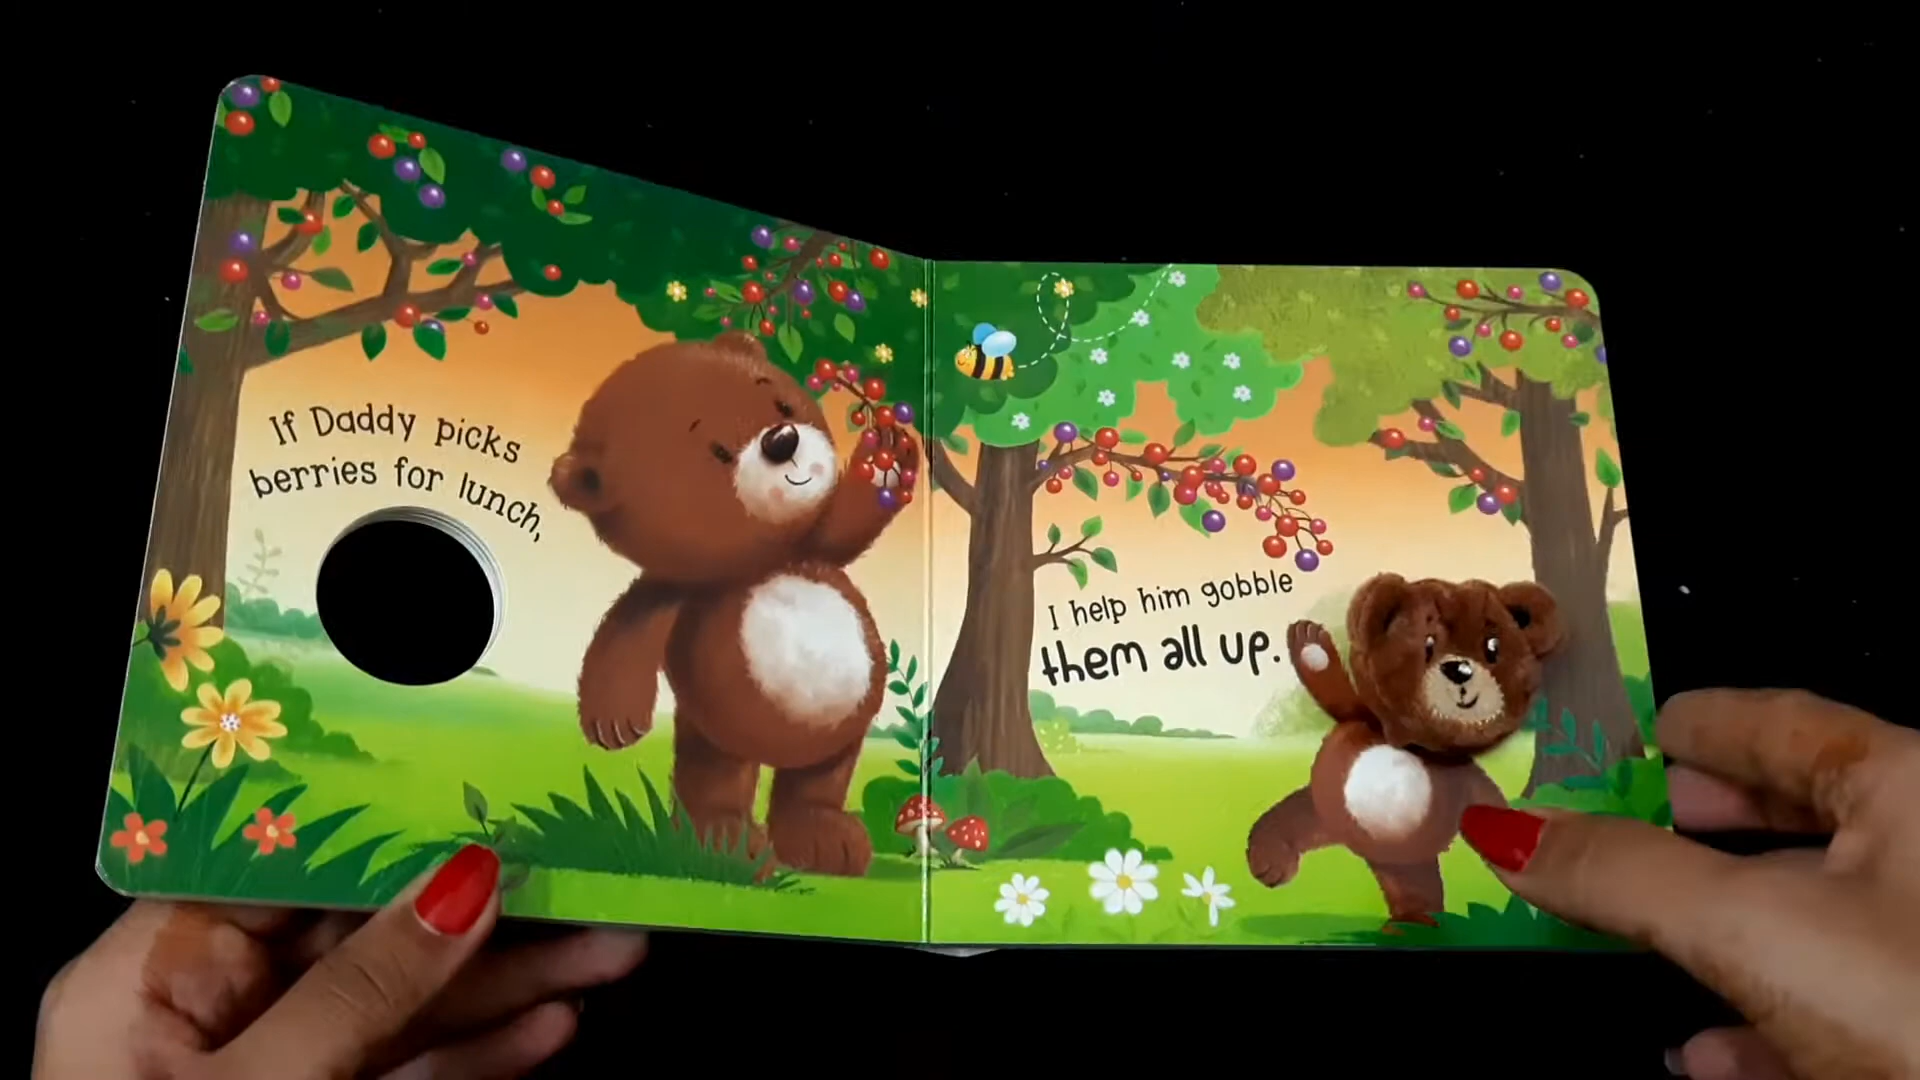 If Daddy picks
berries for lunch,
I help him gobble
them all up.